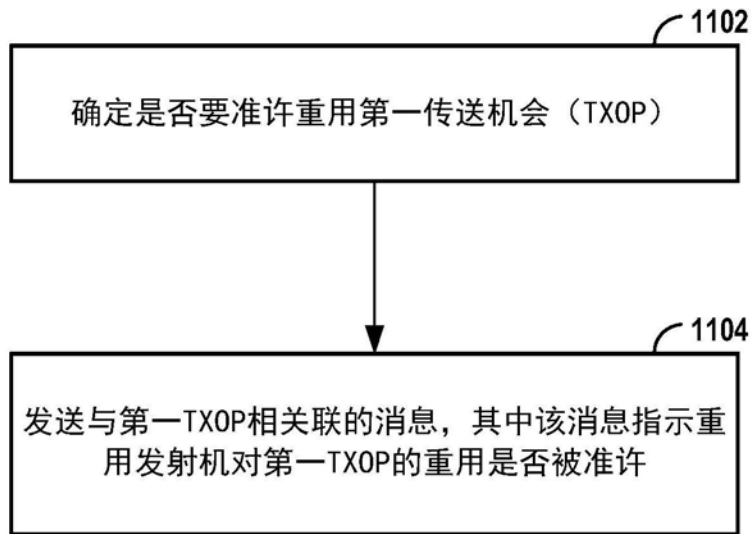 1102
确定是否要准许重用第一传送机会（TXOP）
1104
发送与第一TXOP相关联的消息，其中该消息指示重
用发射机对第一TXOP的重用是否被准许